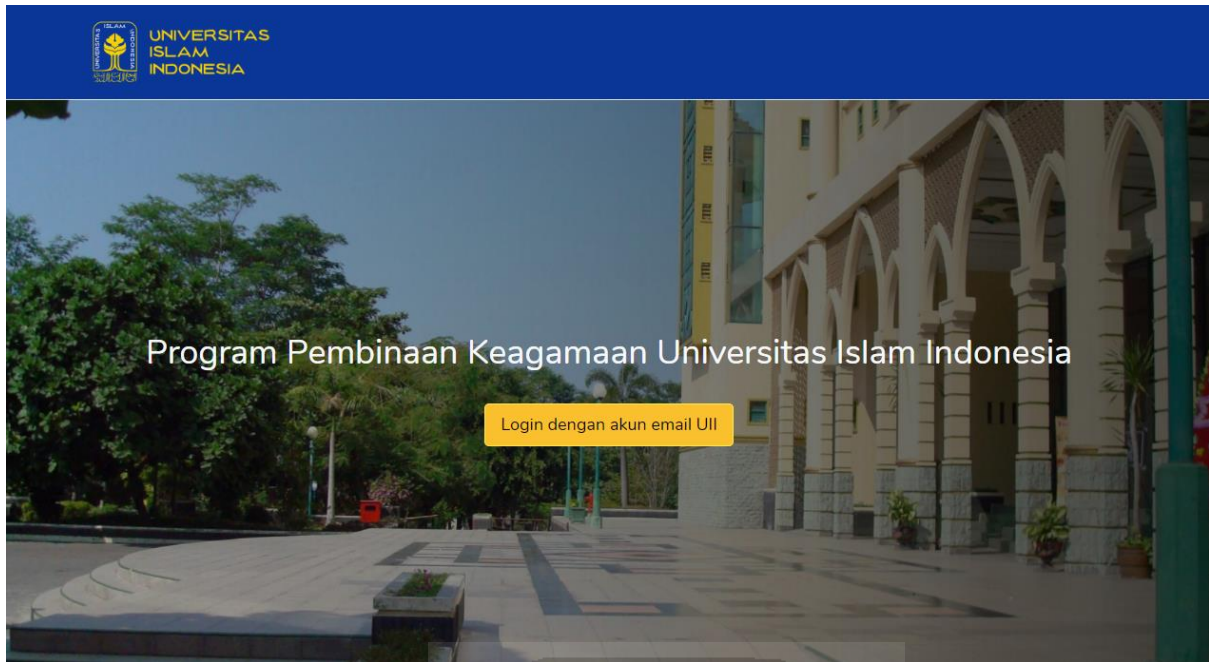 UNIVERSITAS
ISLAM
INDONESIA
Program Pembinaan Keagamaan Universitas Islam Indonesia
Login dengan akun email UII